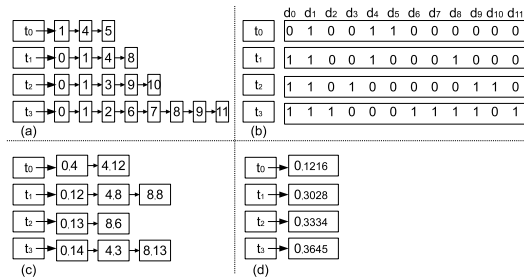 t0 1 4 5
t1 0 1 4 8
t2 0 1 3 9 10
t3 0 1 2 6 7 8 9 11
(a)
d0 d1 d2 d3 d4 d5 d6 d7 d8 d9 d10 d11
t0 0 1 0 0 1 1 0 0 0 0 0 0
t1 1 1 0 0 1 0 0 0 1 0 0 0
t2 1 1 0 1 0 0 0 0 0 1 1 0
t3 1 1 1 0 0 0 1 1 1 1 0 1
(b)
t0 0.4 4.12
t1 0.12 4.8 8.8
t2 0.13 8.6
t3 0.14 4.3 8.13
(c)
t0 0.1216
t1 0.3028
t2 0.3334
t3 0.3645
(d)